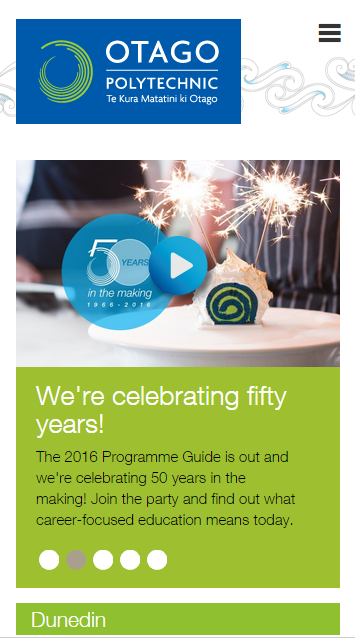 OTAGO
POLYTECHNIC
Te Kura Matatini ki Otago
50
YEARS
in the making
1966 - 2016
We're celebrating fifty
years!
The 2016 Programme Guide is out and
we're celebrating 50 years in the
making! Join the party and find out what
career-focused education means today.
Dunedin